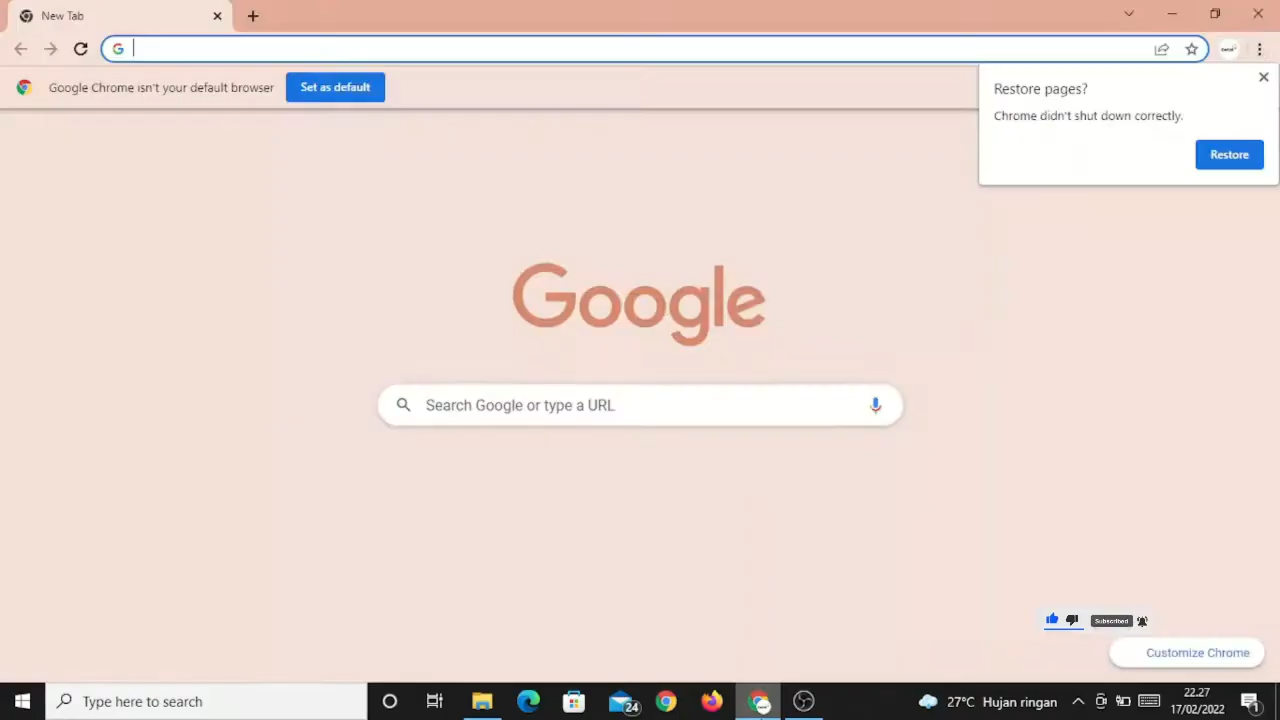 New Tab
Google Chrome isn't your default browser
Set as default
Restore pages?
Chrome didn't shut down correctly.
Restore
Google
Search Google or type a URL
Subscribed
Customize Chrome
Type here to search
24
27°C Hujan ringan
22.27
17/02/2022
1